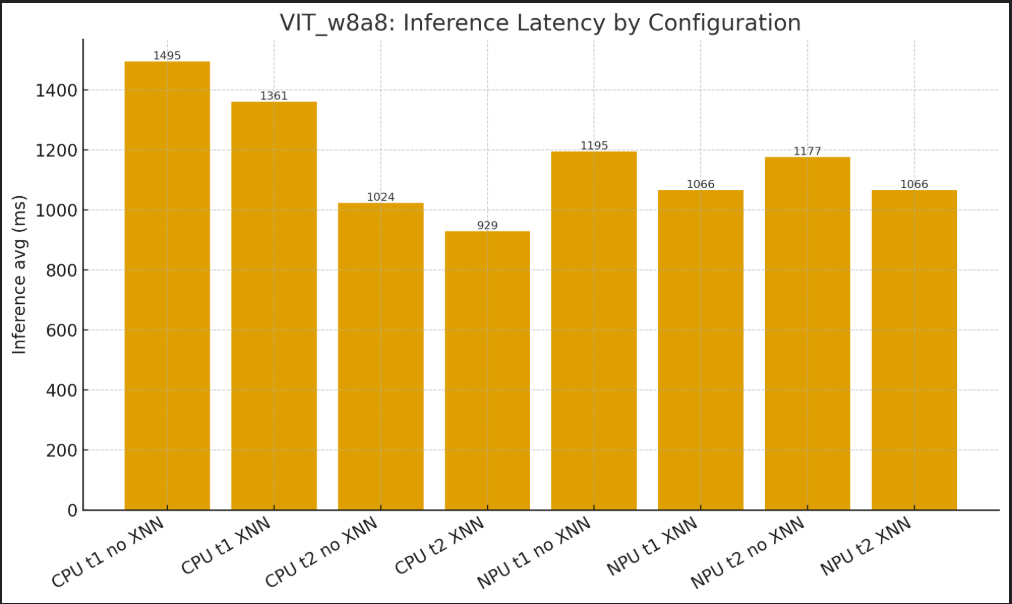 VIT_w8a8: Inference Latency by Configuration
Inference avg (ms)
1400
1200
1000
800
600
400
200
0
1495
1361
1024
929
1195
1066
1177
1066
CPU t1 no XNN
CPU t1 XNN
CPU t2 no XNN
CPU t2 XNN
NPU t1 no XNN
NPU t1 XNN
NPU t2 no XNN
NPU t2 XNN